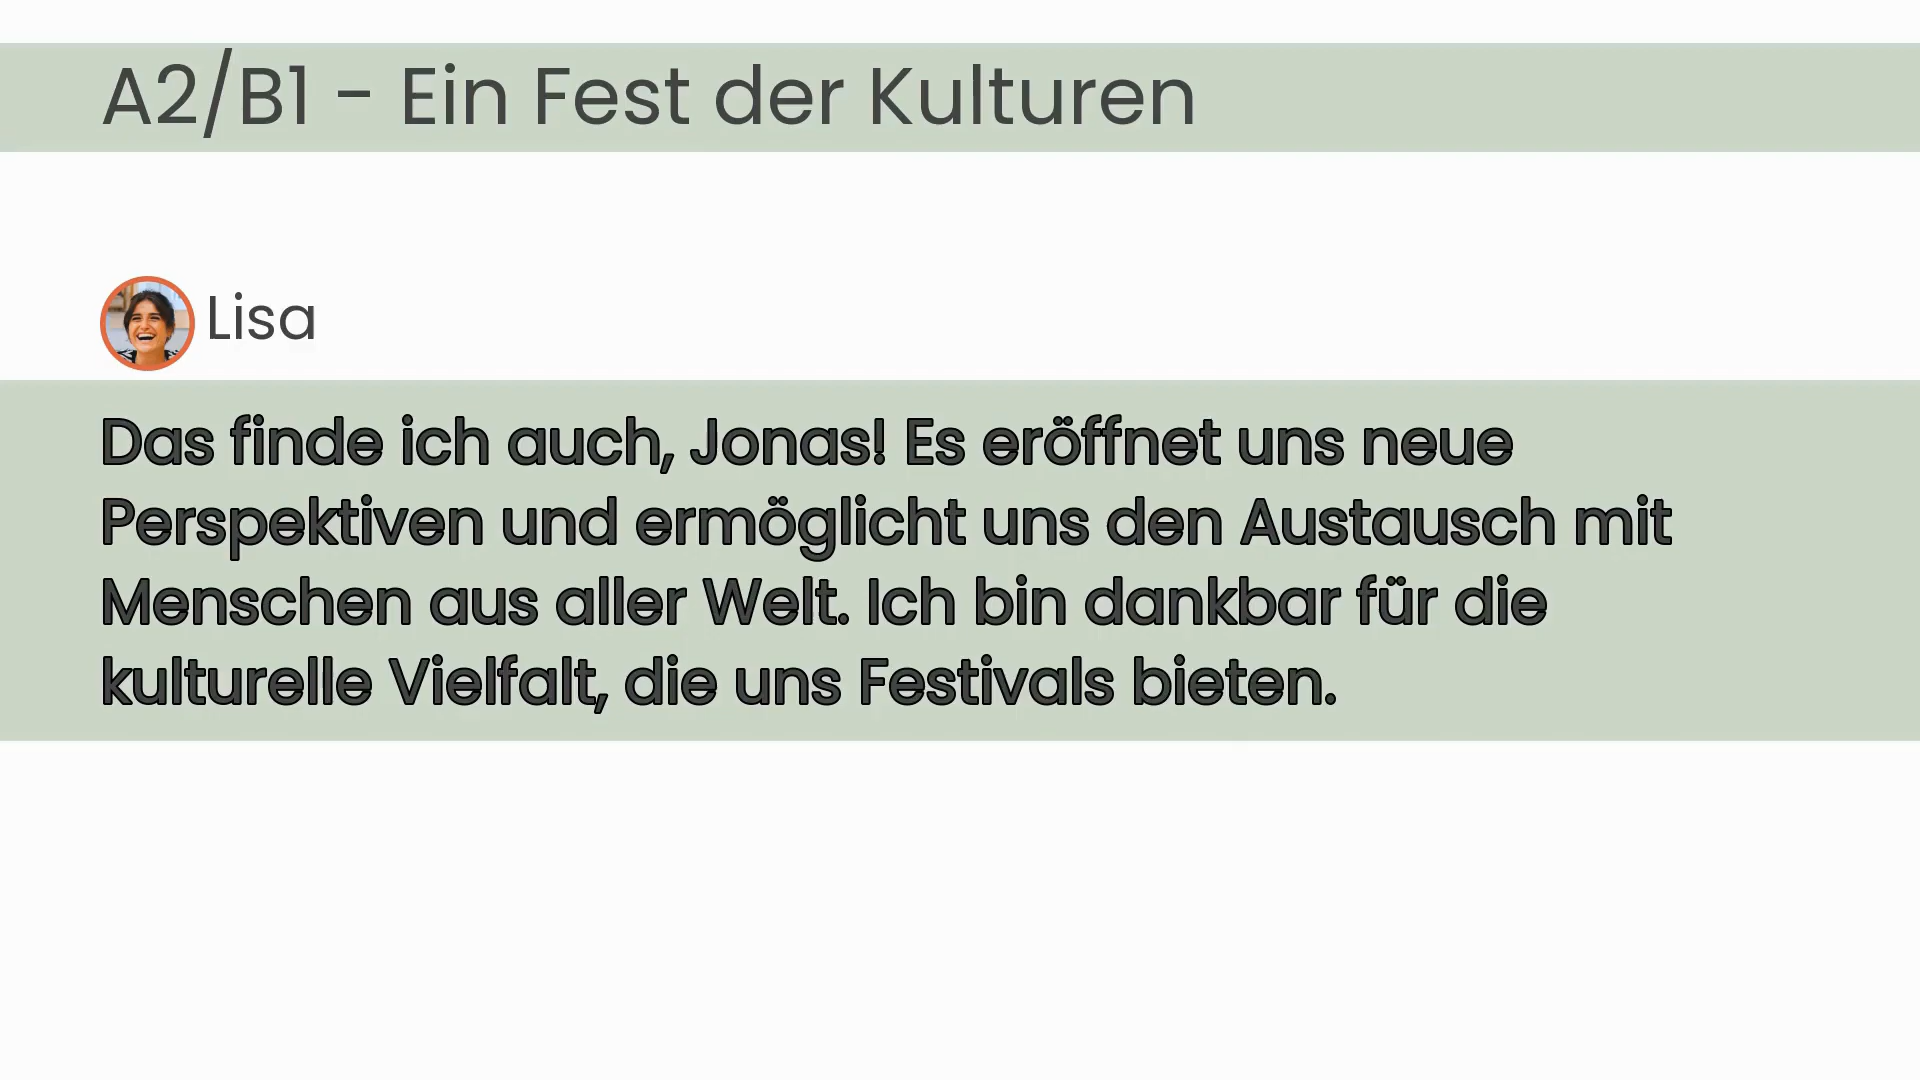 A2/B1 - Ein Fest der Kulturen
Lisa
Das finde ich auch, Jonas! Es eröffnet uns neue
Perspektiven und ermöglicht uns den Austausch mit
Menschen aus aller Welt. Ich bin dankbar für die
kulturelle Vielfalt, die uns Festivals bieten.